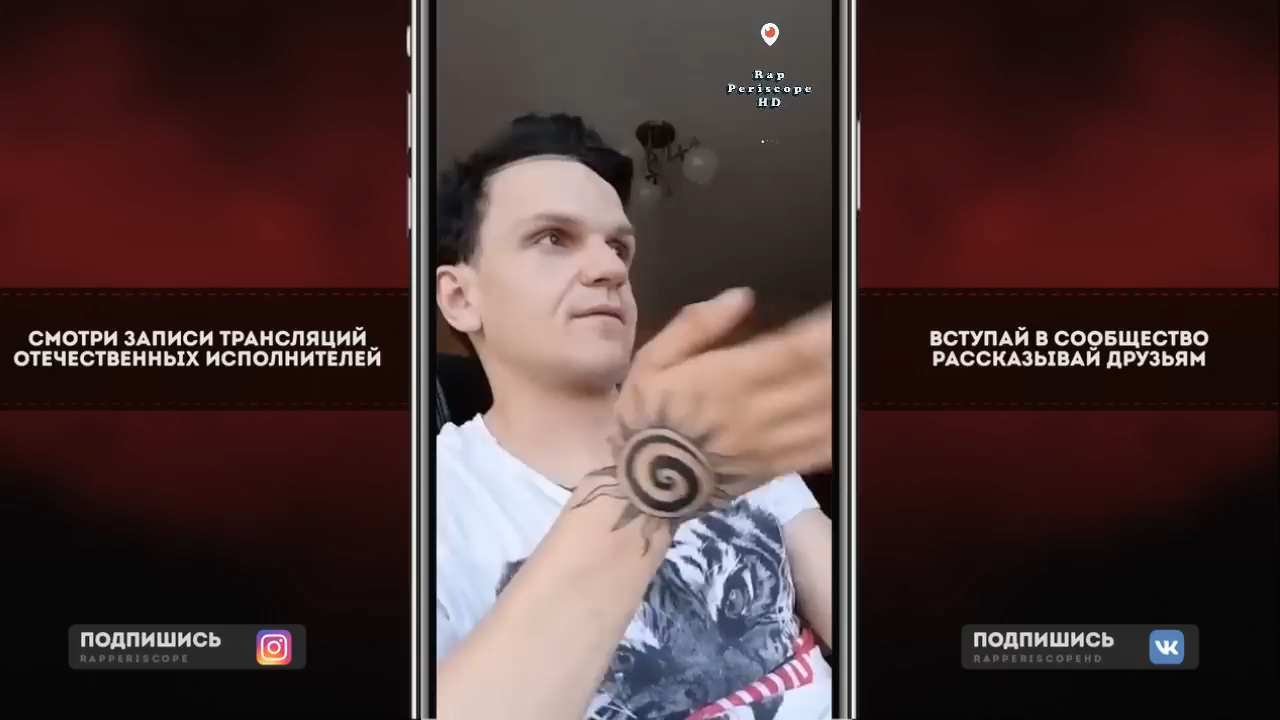 Rap
Periscope
HD
СМОТРИ ЗАПИСИ ТРАНСЛЯЦИЙ
ОТЕЧЕСТВЕННЫХ ИСПОЛНИТЕЛЕЙ
ВСТУПАЙ В СООБЩЕСТВО
РАССКАЗЫВАЙ ДРУЗЬЯМ
ПОДПИШИСЬ
RAPPERISCOPE
ПОДПИШИСЬ
RAPPERISCOPEHD